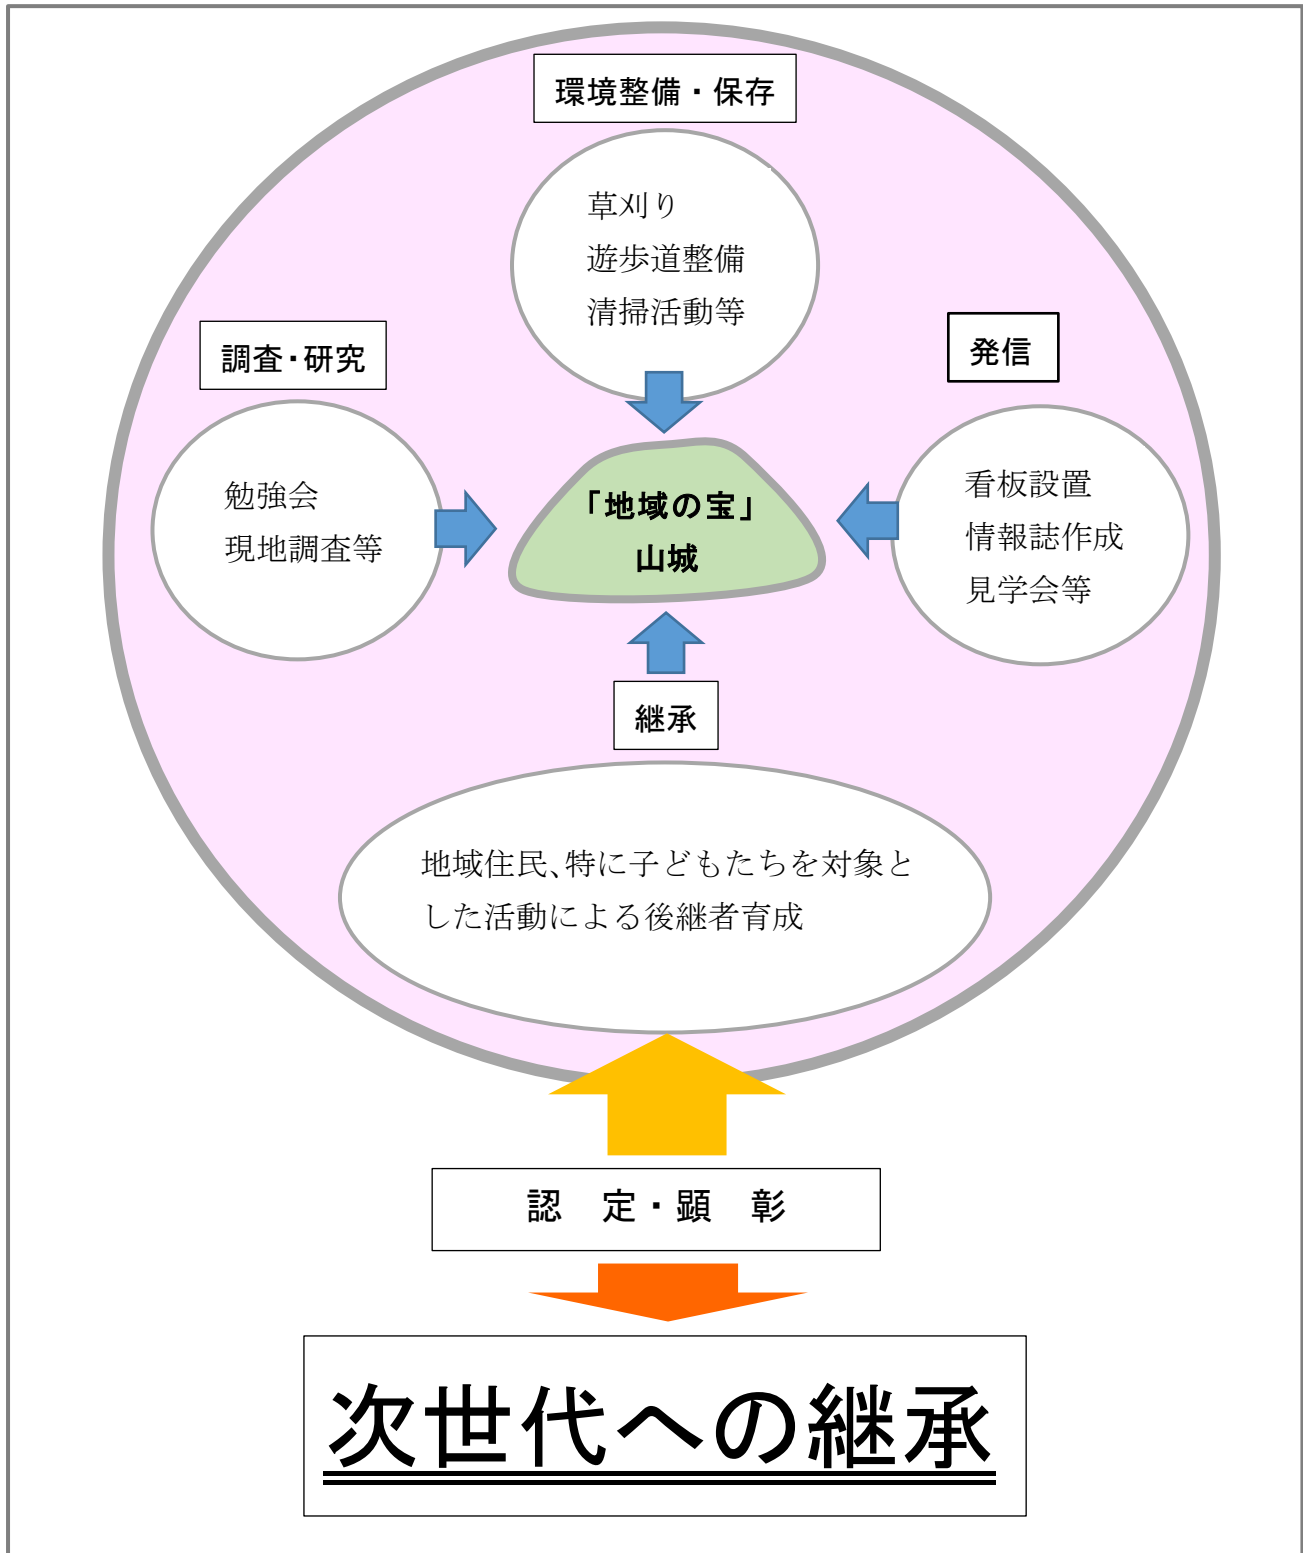 環境整備・保存
草刈り
遊歩道整備
清掃活動等
調査・研究
勉強会
現地調査等
発信
看板設置
情報誌作成
見学会等
「地域の宝」
山城
継承
地域住民、特に子どもたちを対象と
した活動による後継者育成
認　定・顕　彰
次世代への継承